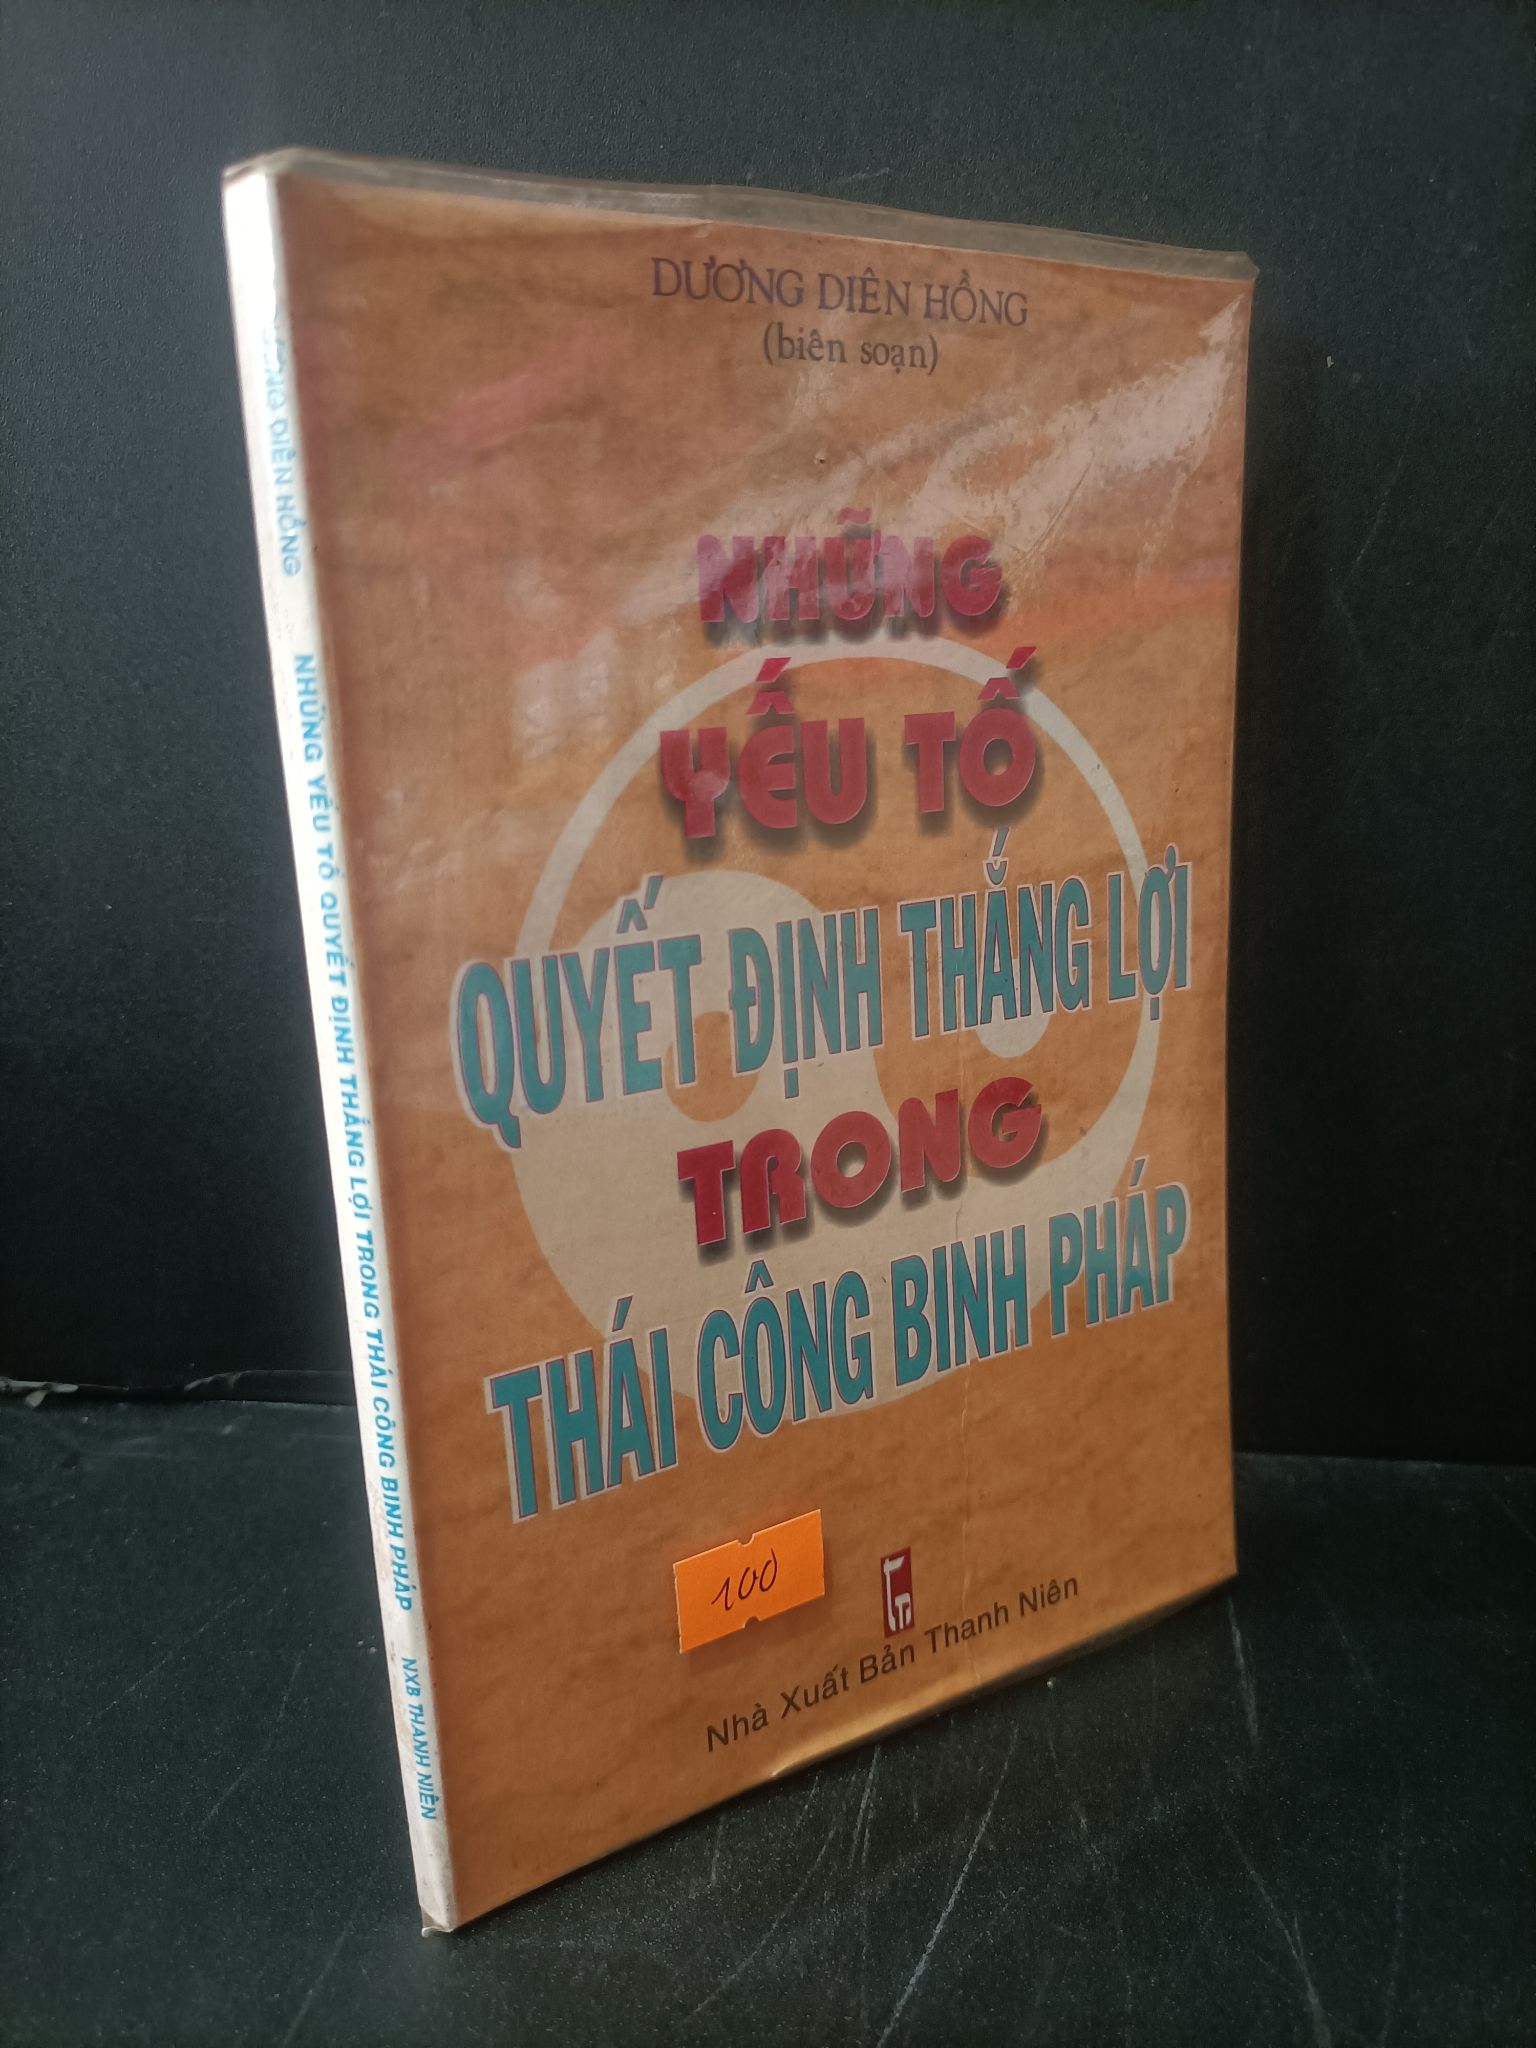 DƯƠNG DIÊN HỒNG
(biên soạn)
NHỮNG
YẾU TỐ
QUYẾT ĐỊNH THẮNG LỢI
TRONG
THÁI CÔNG BINH PHÁP
100
Nhà Xuất Bản Thanh Niên
DIÊN HỒNG
NHỮNG YẾU TỐ QUYẾT ĐỊNH THẮNG LỢI TRONG THÁI CÔNG BINH PHÁP
NXB THANH NIÊN